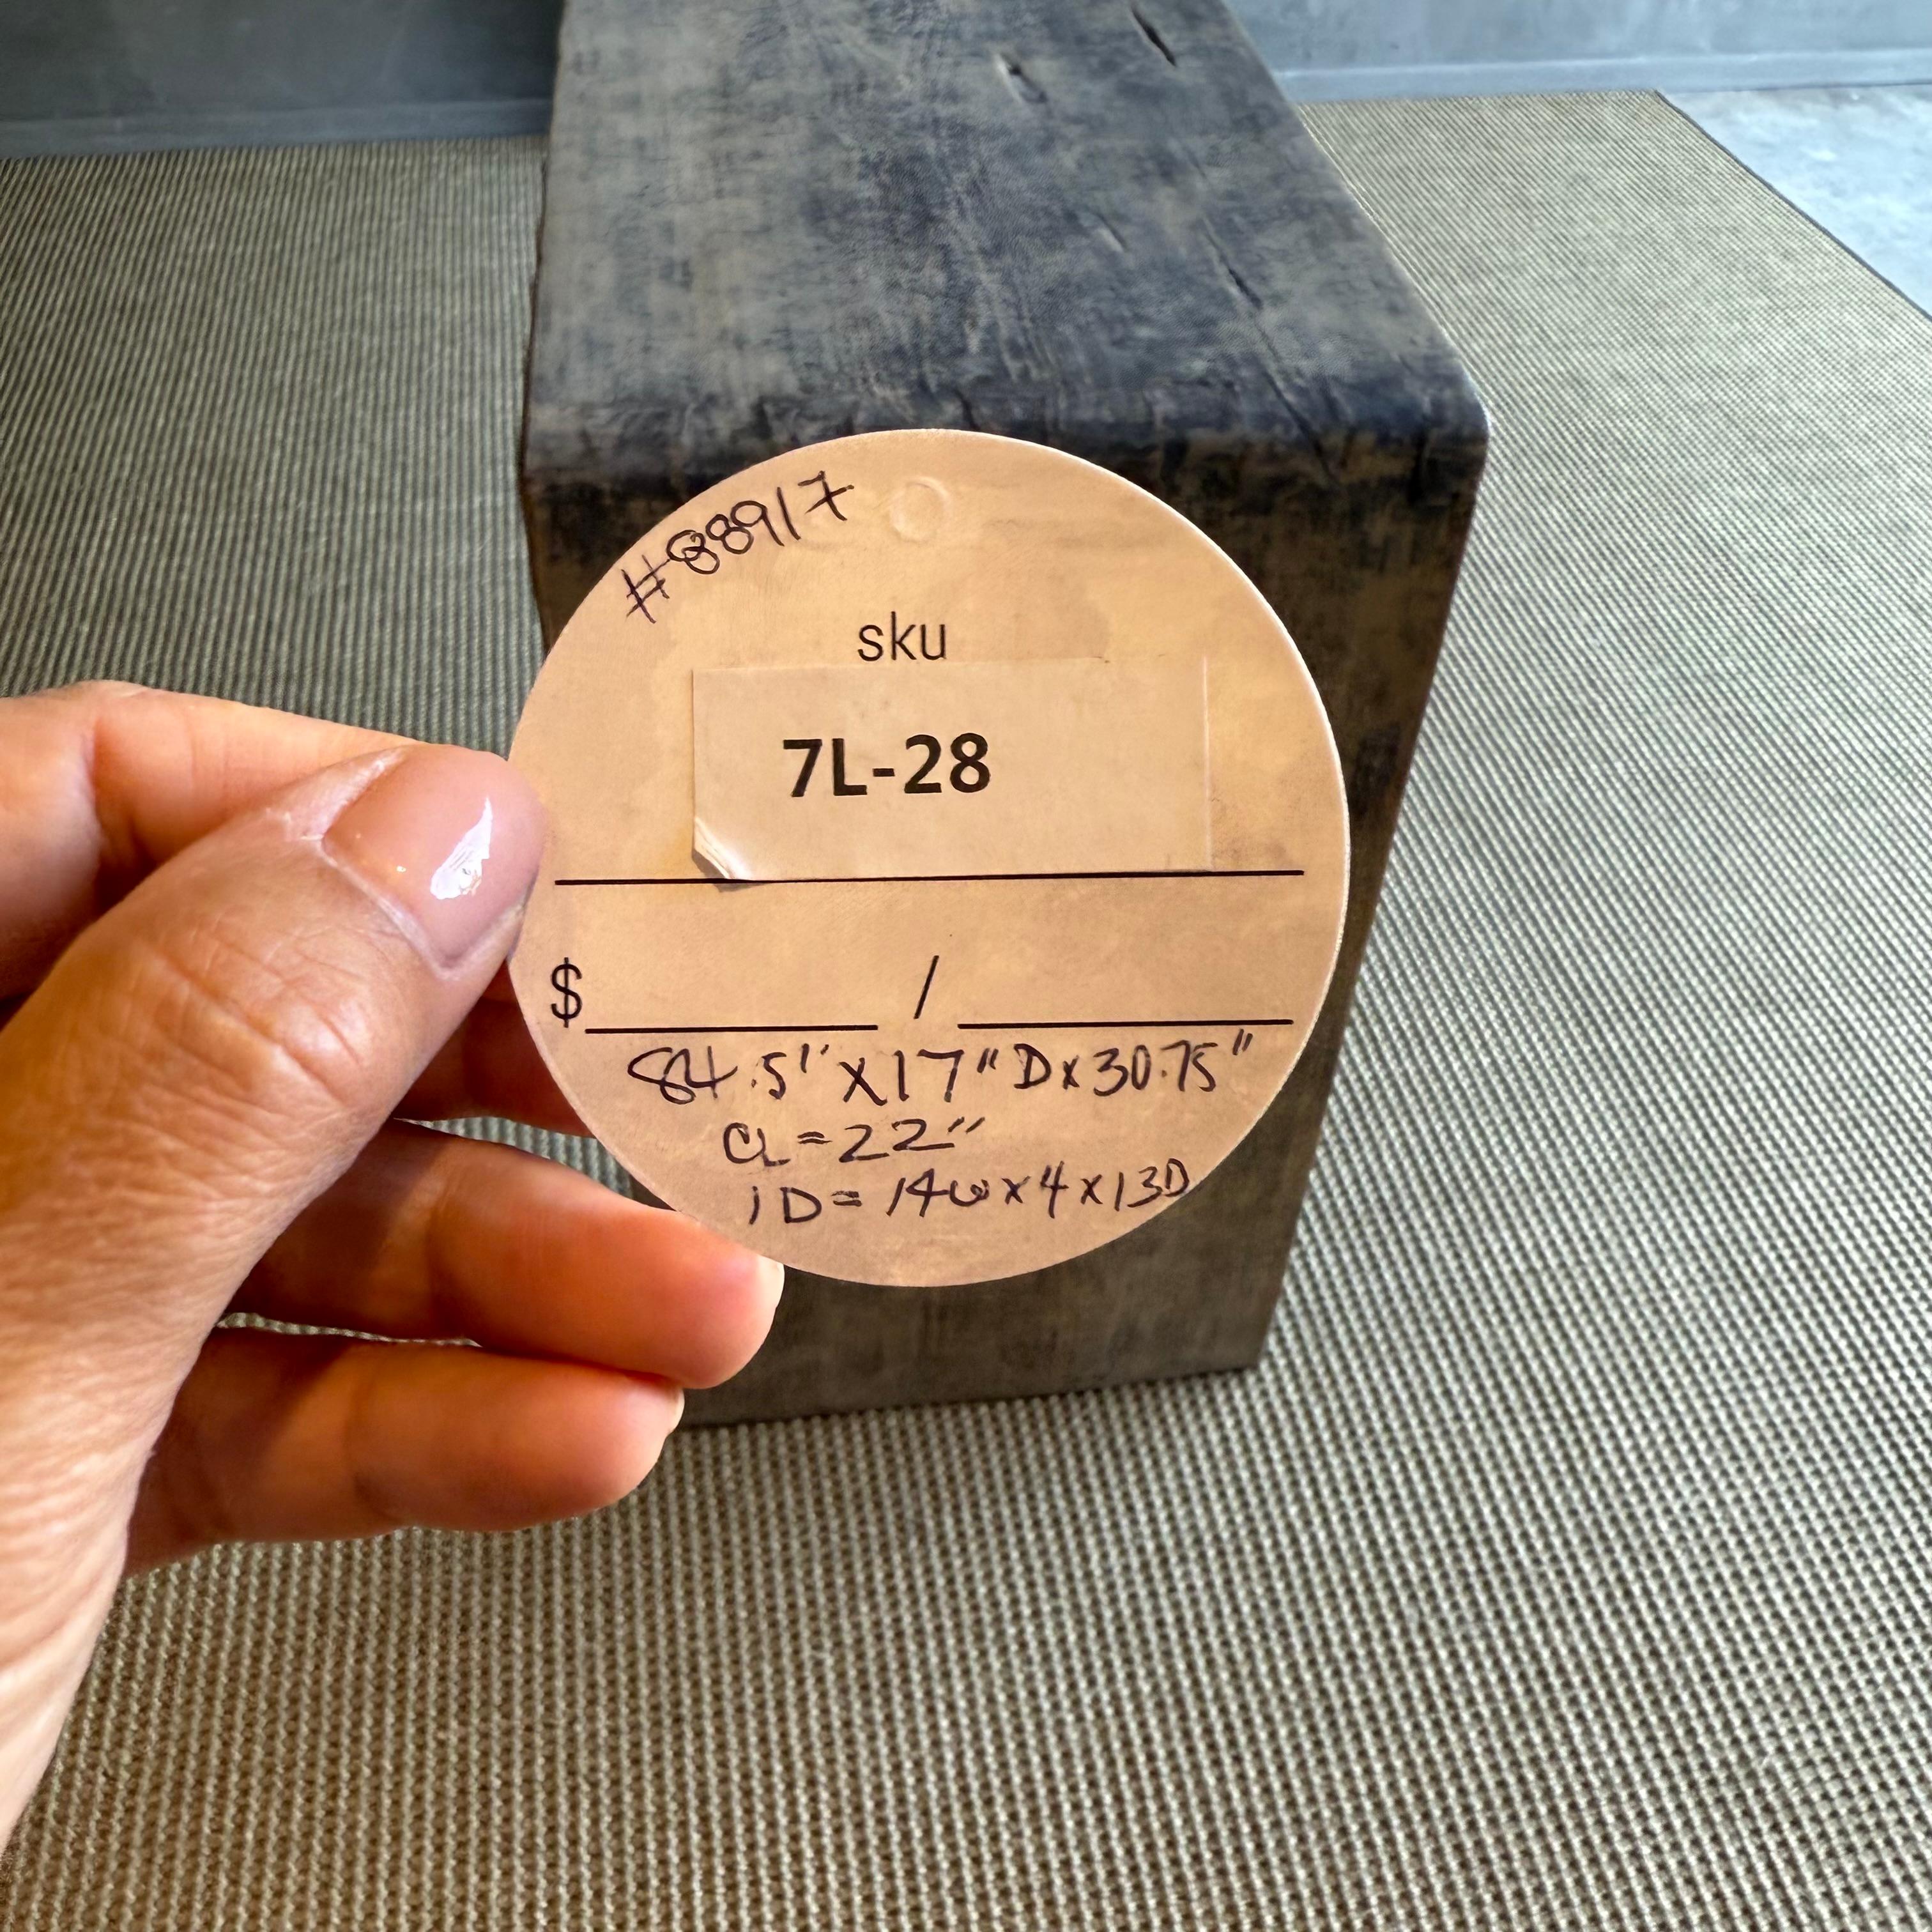 #88917
sku
7L-28
$ /
84.5" x 17" D x 30.75"
CL = 22"
iD = 14w x 4 x 13D